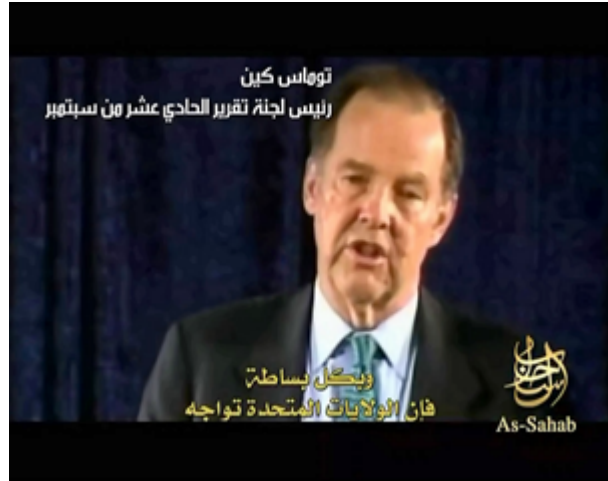 توماس كين
رئيس لجنة تقرير الحادي عشر من سبتمبر
وبكل بساطة
فإن الولايات المتحدة تواجه
As-Sahab